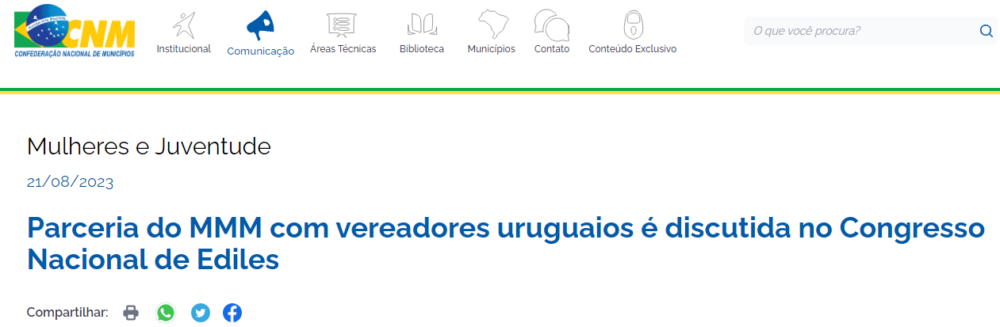 CNM
CONFEDERAÇÃO NACIONAL DE MUNICÍPIOS
Institucional
Comunicação
Áreas Técnicas
Biblioteca
Municípios
Contato
Conteúdo Exclusivo
O que você procura?
Mulheres e Juventude
21/08/2023
Parceria do MMM com vereadores uruguaios é discutida no Congresso
Nacional de Ediles
Compartilhar: